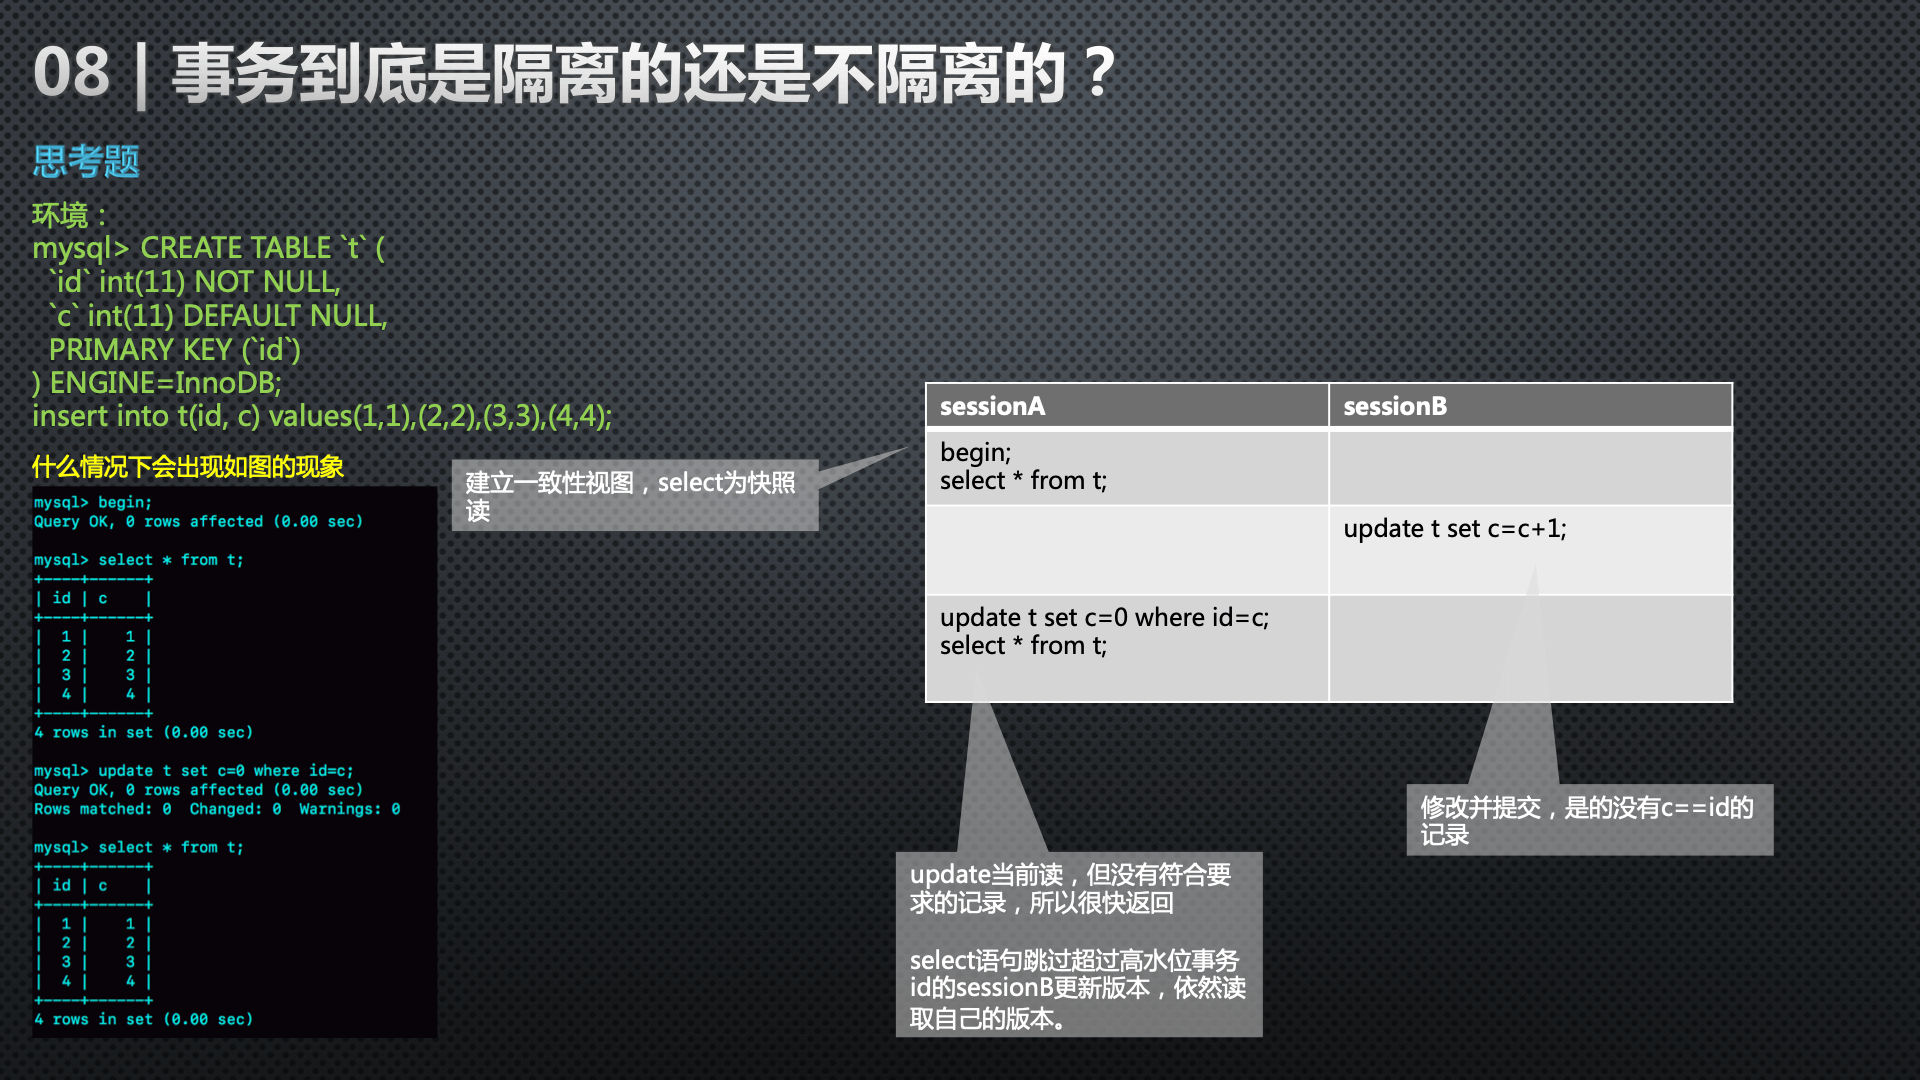 08 | 事务到底是隔离的还是不隔离的？
思考题
环境：
mysql> CREATE TABLE `t` (
`id` int(11) NOT NULL,
`c` int(11) DEFAULT NULL,
PRIMARY KEY (`id`)
) ENGINE=InnoDB;
insert into t(id, c) values(1,1),(2,2),(3,3),(4,4);
什么情况下会出现如图的现象
mysql> begin;
Query OK, 0 rows affected (0.00 sec)
mysql> select * from t;
+----+------+
| id | c    |
+----+------+
|  1 |    1 |
|  2 |    2 |
|  3 |    3 |
|  4 |    4 |
+----+------+
4 rows in set (0.00 sec)
mysql> update t set c=0 where id=c;
Query OK, 0 rows affected (0.00 sec)
Rows matched: 0  Changed: 0  Warnings: 0
mysql> select * from t;
+----+------+
| id | c    |
+----+------+
|  1 |    1 |
|  2 |    2 |
|  3 |    3 |
|  4 |    4 |
+----+------+
4 rows in set (0.00 sec)
建立一致性视图，select为快照
读
sessionA
sessionB
begin;
select * from t;
update t set c=c+1;
update t set c=0 where id=c;
select * from t;
修改并提交，是的没有c==id的
记录
update当前读，但没有符合要
求的记录，所以很快返回
select语句跳过超过高水位事务
id的sessionB更新版本，依然读
取自己的版本。